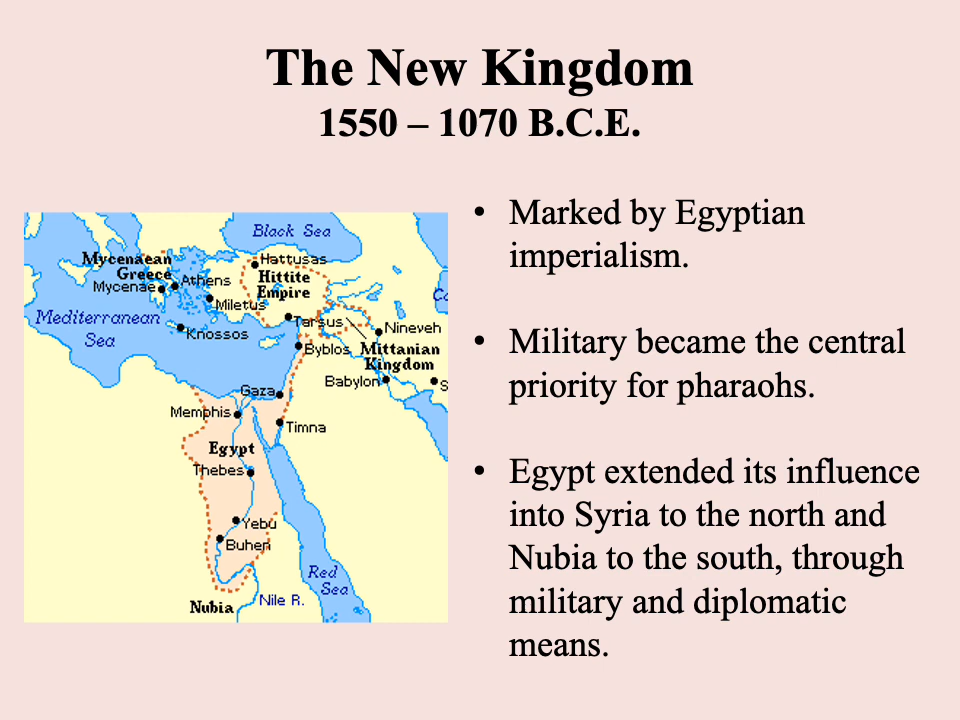 The New Kingdom
1550 – 1070 B.C.E.
• Marked by Egyptian
imperialism.
• Military became the central
priority for pharaohs.
• Egypt extended its influence
into Syria to the north and
Nubia to the south, through
military and diplomatic
means.
Black Sea
Mycenaean
Greece
Hattusas
Hittite
Empire
Mycenae
Athens
Miletus
Mediterranean
Sea
Knossos
Tarsus
Nineveh
Byblos
Mittanian
Kingdom
Babylon
Gaza
Memphis
Timna
Egypt
Thebes
Yebu
Buhen
Red
Sea
Nubia
Nile R.